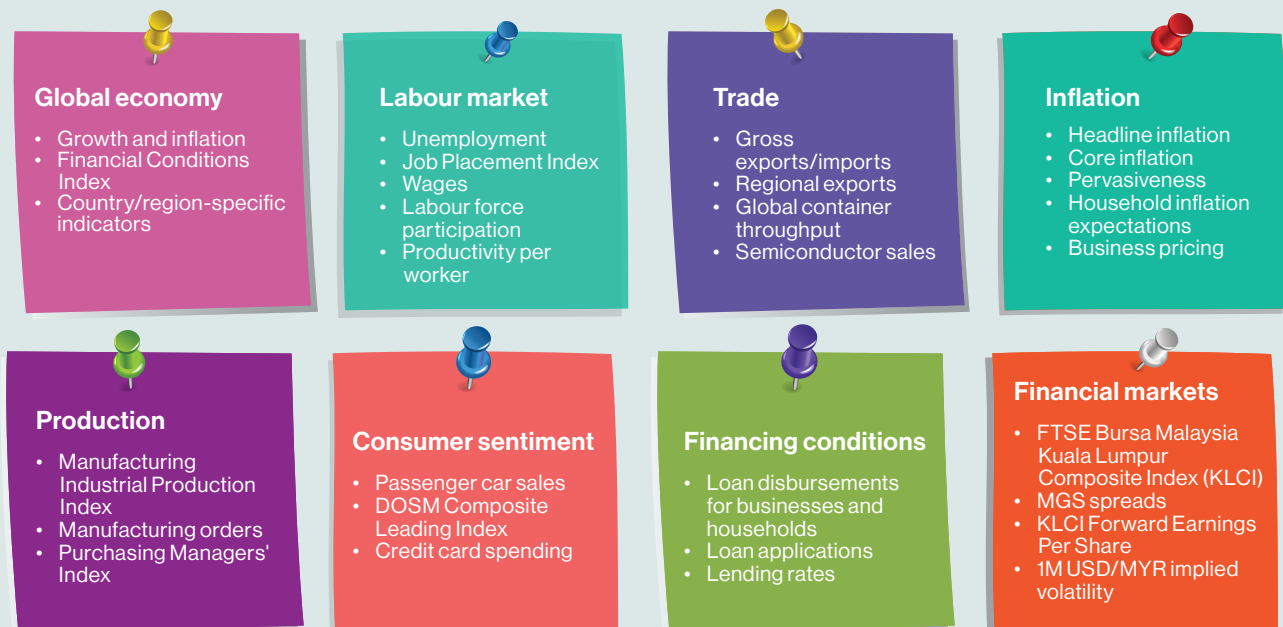 Global economy
• Growth and inflation
• Financial Conditions
Index
• Country/region-specific
indicators
Labour market
• Unemployment
• Job Placement Index
• Wages
• Labour force
participation
• Productivity per
worker
Trade
• Gross
exports/imports
• Regional exports
• Global container
throughput
• Semiconductor sales
Inflation
• Headline inflation
• Core inflation
• Pervasiveness
• Household inflation
expectations
• Business pricing
Production
• Manufacturing
Industrial Production
Index
• Manufacturing orders
• Purchasing Managers'
Index
Consumer sentiment
• Passenger car sales
• DOSM Composite
Leading Index
• Credit card spending
Financing conditions
• Loan disbursements
for businesses and
households
• Loan applications
• Lending rates
Financial markets
• FTSE Bursa Malaysia
Kuala Lumpur
Composite Index (KLCI)
• MGS spreads
• KLCI Forward Earnings
Per Share
• 1M USD/MYR implied
volatility